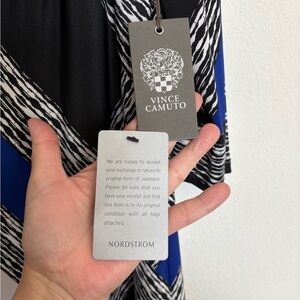 VINCE
CAMUTO
We are happy to accept
your exchange or return to
original form of payment.
Please be sure that you
have your receipt and that
the item is in its original
condition with all tags
attached.
NORDSTROM